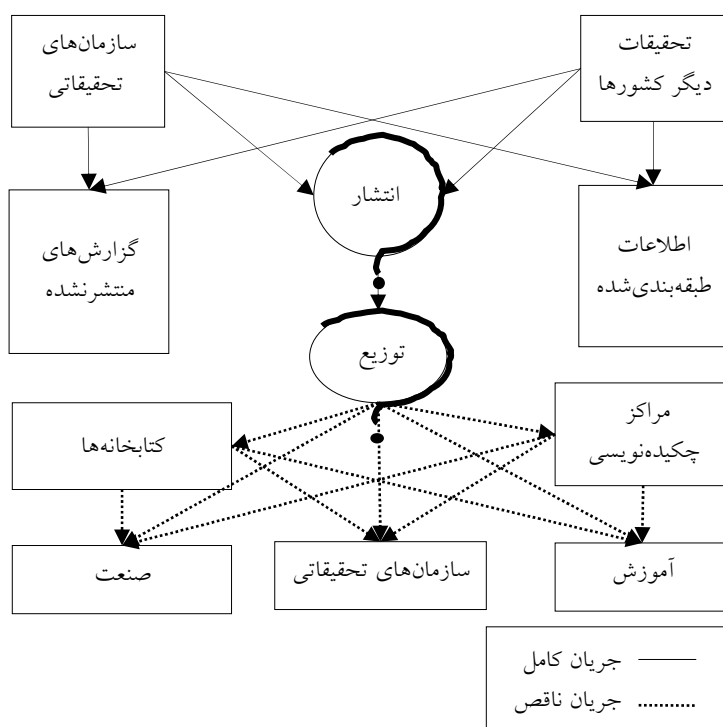 تحقیقات
دیگر کشورها
سازمان‌های
تحقیقاتی
انتشار
اطلاعات
طبقه‌بندی‌شده
گزارش‌های
منتشرنشده
توزیع
مراکز
چکیده‌نویسی
کتابخانه‌ها
آموزش
سازمان‌های تحقیقاتی
صنعت
جریان کامل
جریان ناقص